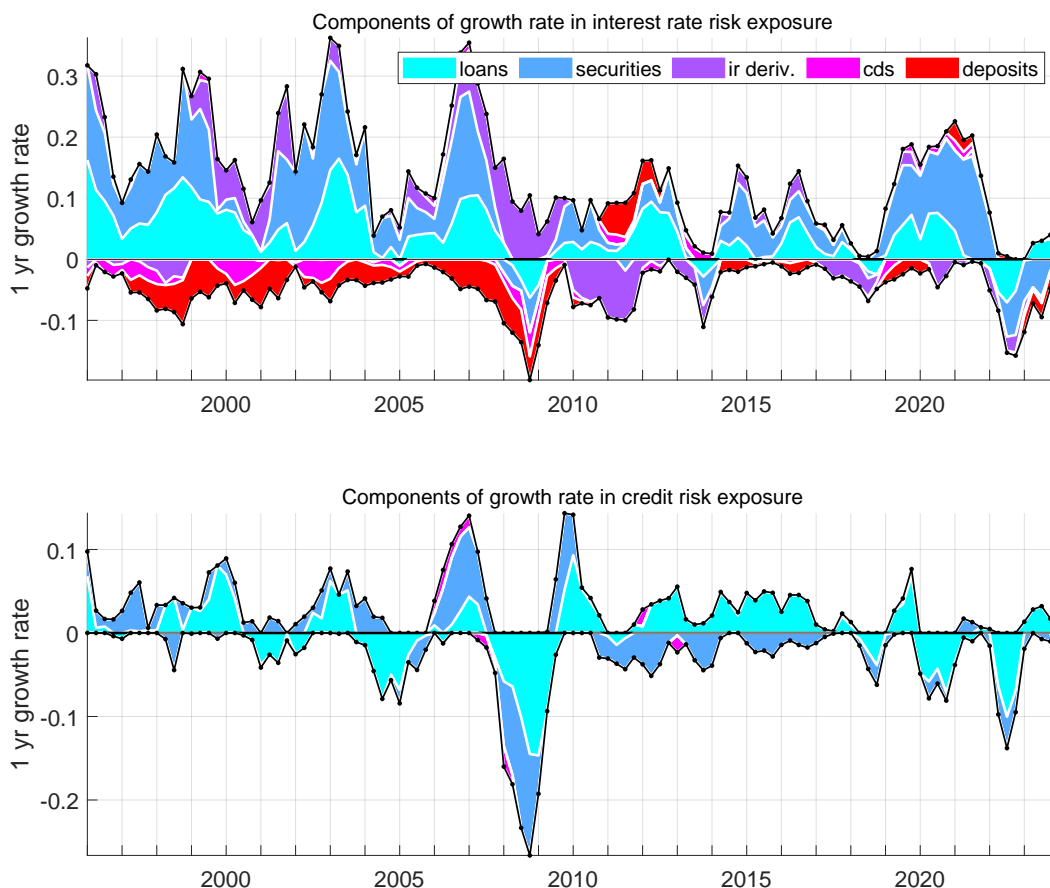 Components of growth rate in interest rate risk exposure
loans securities ir deriv. cds deposits
1 yr growth rate
0.3
0.2
0.1
0
-0.1
2000 2005 2010 2015 2020
Components of growth rate in credit risk exposure
1 yr growth rate
0.1
0
-0.1
-0.2
2000 2005 2010 2015 2020